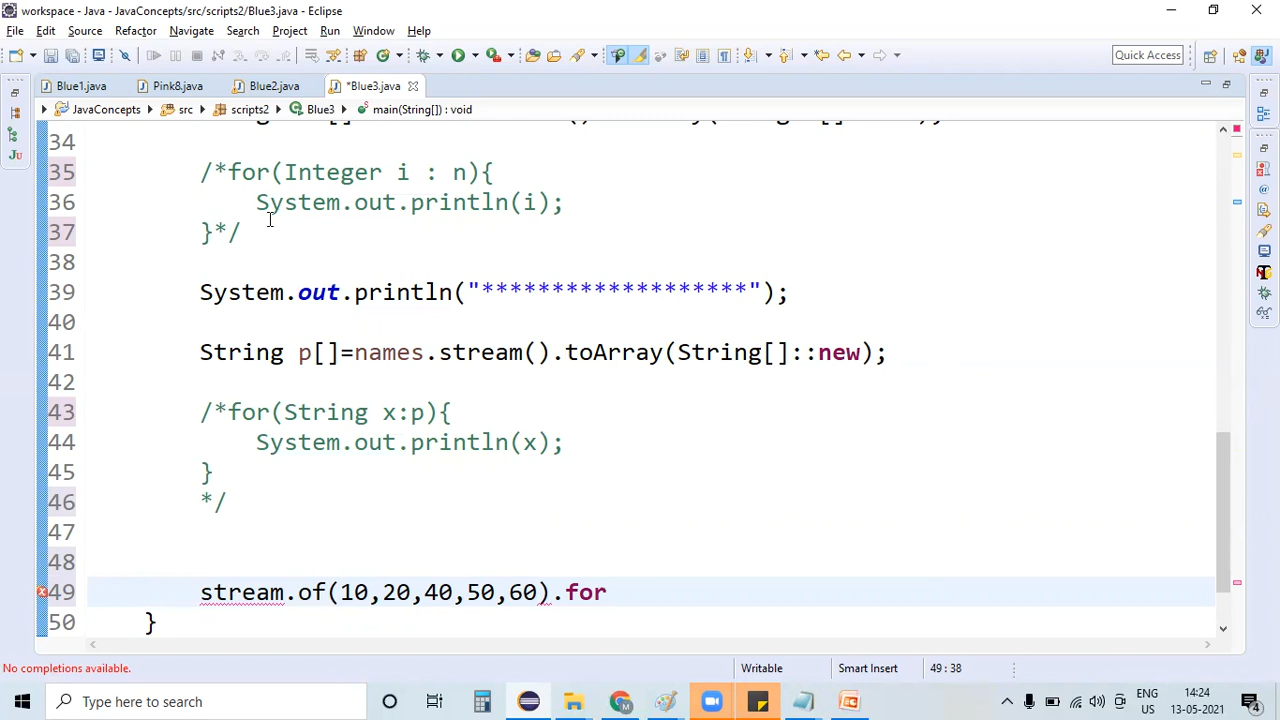 workspace - Java - JavaConcepts/src/scripts2/Blue3.java - Eclipse
File Edit Source Refactor Navigate Search Project Run Window Help
Quick Access
Blue1.java Pink8.java Blue2.java *Blue3.java
JavaConcepts src scripts2 Blue3 main(String[]) : void
34
35 /*for(Integer i : n){
36 System.out.println(i);
37 }*/
38
39 System.out.println("*******************");
40
41 String p[]=names.stream().toArray(String[]::new);
42
43 /*for(String x:p){
44 System.out.println(x);
45 }
46 */
47
48
49 stream.of(10,20,40,50,60).for
50 }
No completions available. Writable Smart Insert 49 : 38
Type here to search
ENG
US
14:24
13-05-2021
4